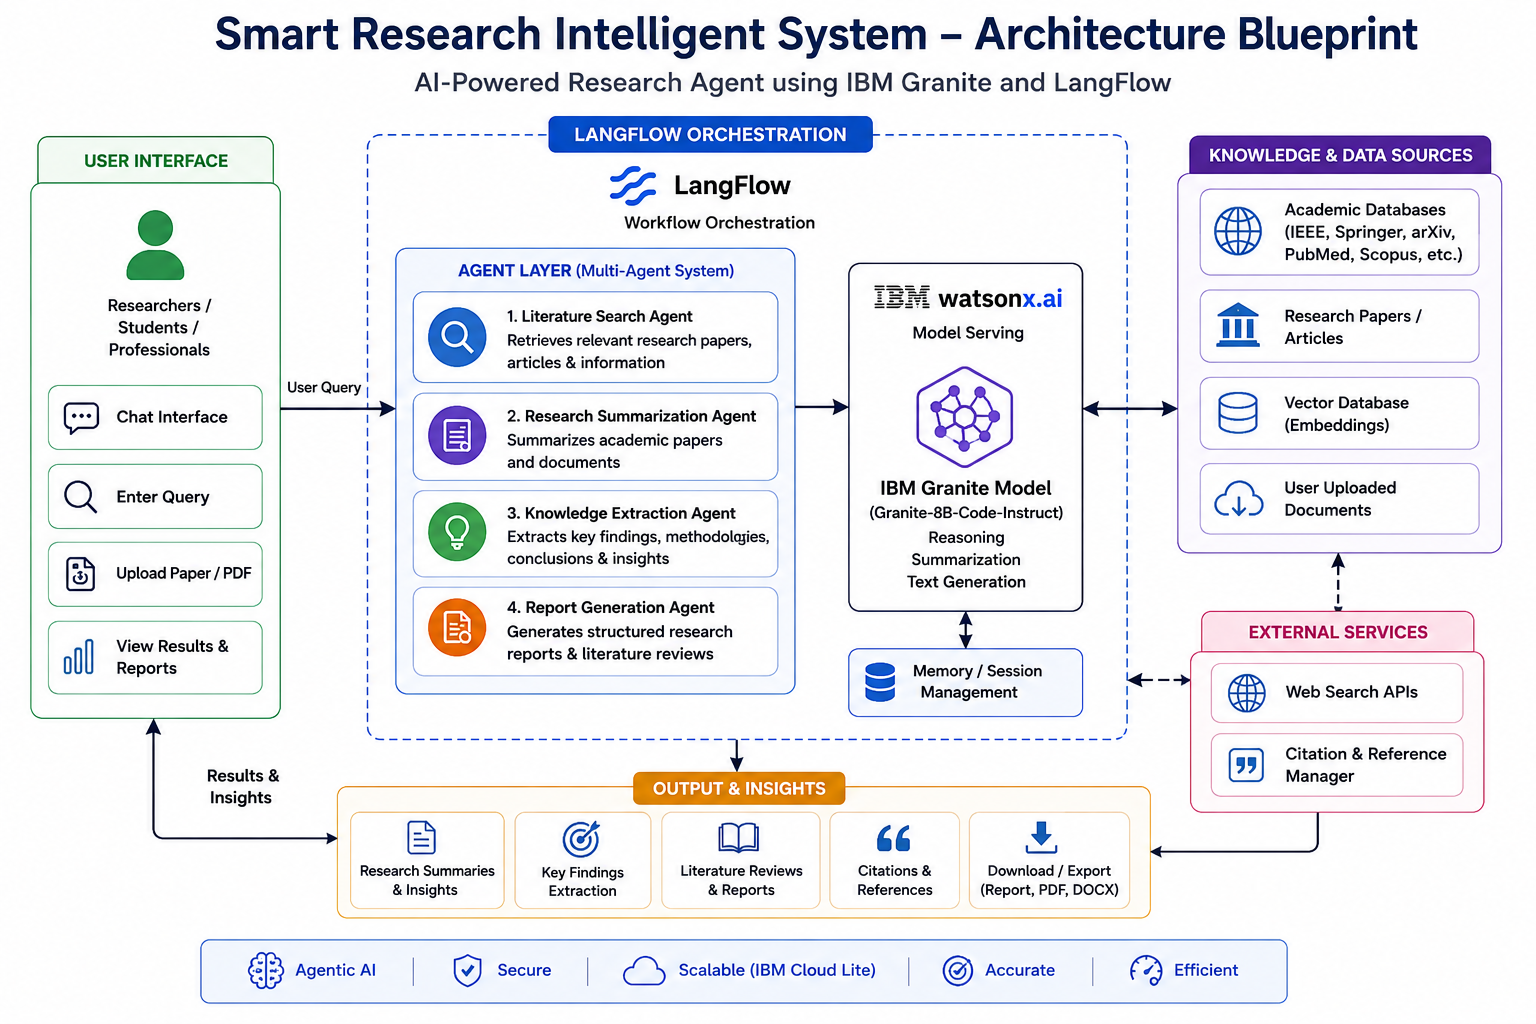 Smart Research Intelligent System – Architecture Blueprint
AI-Powered Research Agent using IBM Granite and LangFlow
USER INTERFACE
Researchers /
Students /
Professionals
Chat Interface
Enter Query
Upload Paper / PDF
View Results &
Reports
User Query
LANGFLOW ORCHESTRATION
LangFlow
Workflow Orchestration
AGENT LAYER (Multi-Agent System)
1. Literature Search Agent
Retrieves relevant research papers,
articles & information
2. Research Summarization Agent
Summarizes academic papers
and documents
3. Knowledge Extraction Agent
Extracts key findings, methodologies,
conclusions & insights
4. Report Generation Agent
Generates structured research
reports & literature reviews
IBM watsonx.ai
Model Serving
IBM Granite Model
(Granite-8B-Code-Instruct)
Reasoning
Summarization
Text Generation
Memory / Session
Management
KNOWLEDGE & DATA SOURCES
Academic Databases
(IEEE, Springer, arXiv,
PubMed, Scopus, etc.)
Research Papers /
Articles
Vector Database
(Embeddings)
User Uploaded
Documents
EXTERNAL SERVICES
Web Search APIs
Citation & Reference
Manager
Results &
Insights
OUTPUT & INSIGHTS
Research Summaries
& Insights
Key Findings
Extraction
Literature Reviews
& Reports
Citations &
References
Download / Export
(Report, PDF, DOCX)
Agentic AI
Secure
Scalable (IBM Cloud Lite)
Accurate
Efficient